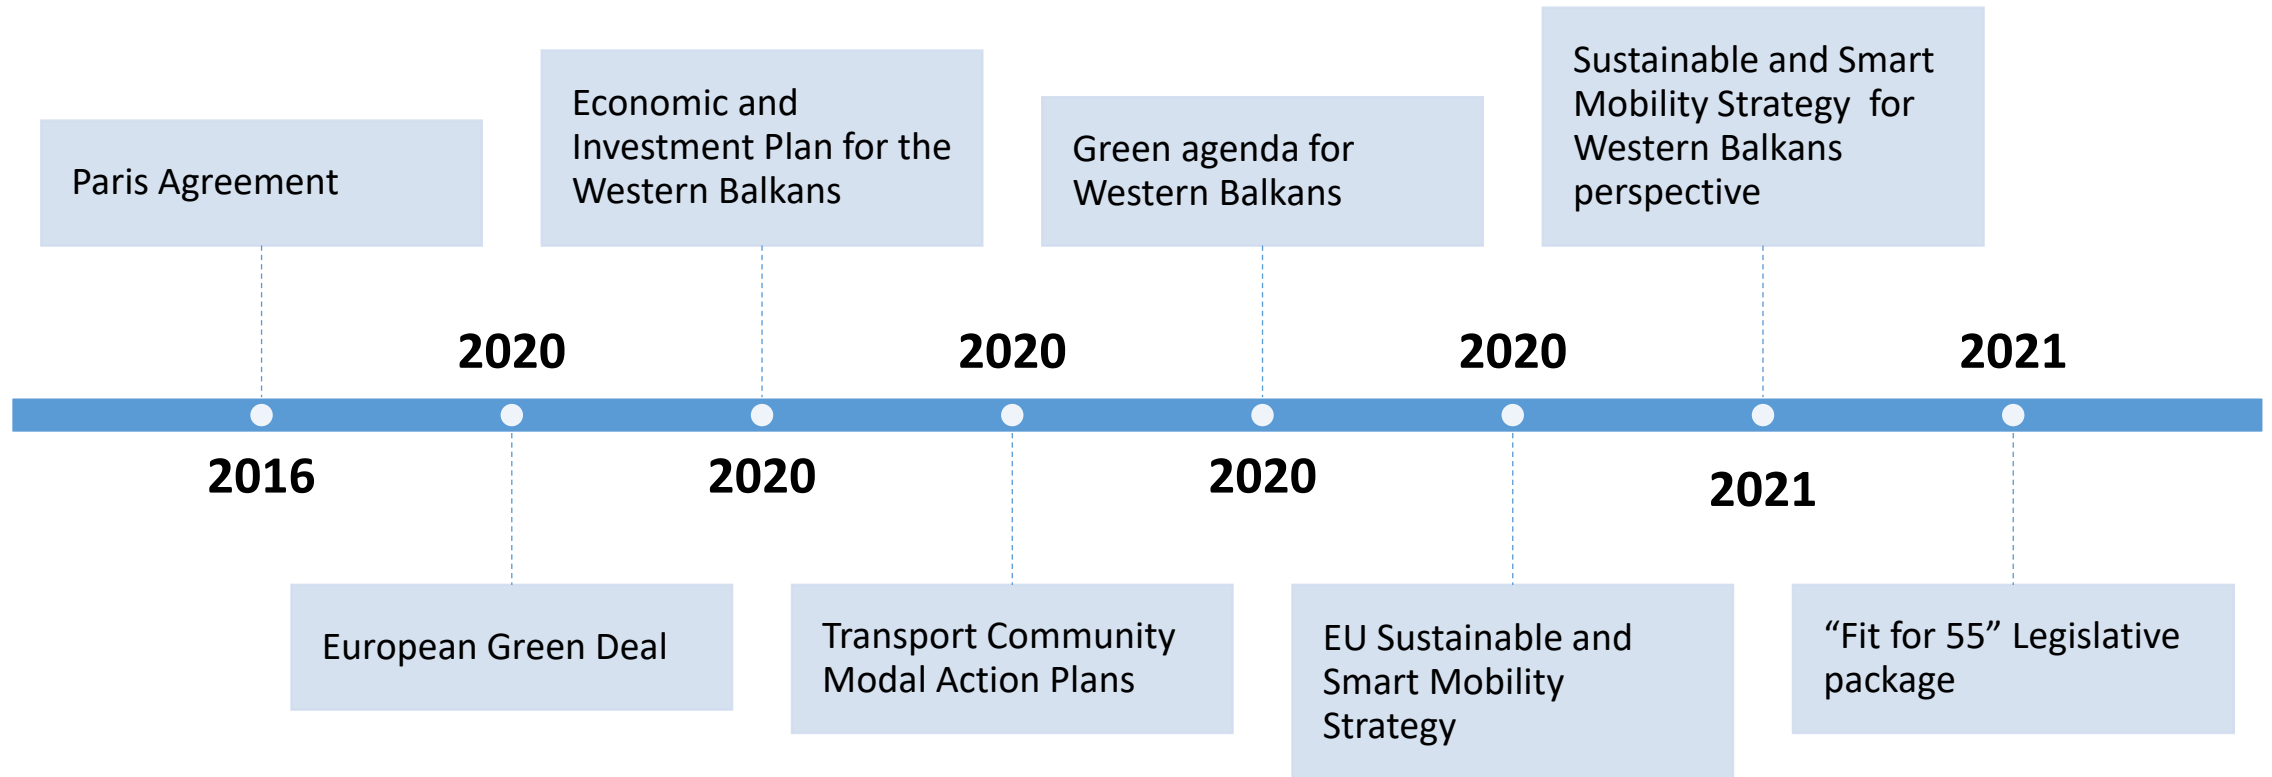 Paris Agreement
2016
2020
European Green Deal
Economic and
Investment Plan for the
Western Balkans
2020
2020
Transport Community
Modal Action Plans
Green agenda for
Western Balkans
2020
2020
EU Sustainable and
Smart Mobility
Strategy
Sustainable and Smart
Mobility Strategy for
Western Balkans
perspective
2021
2021
“Fit for 55” Legislative
package